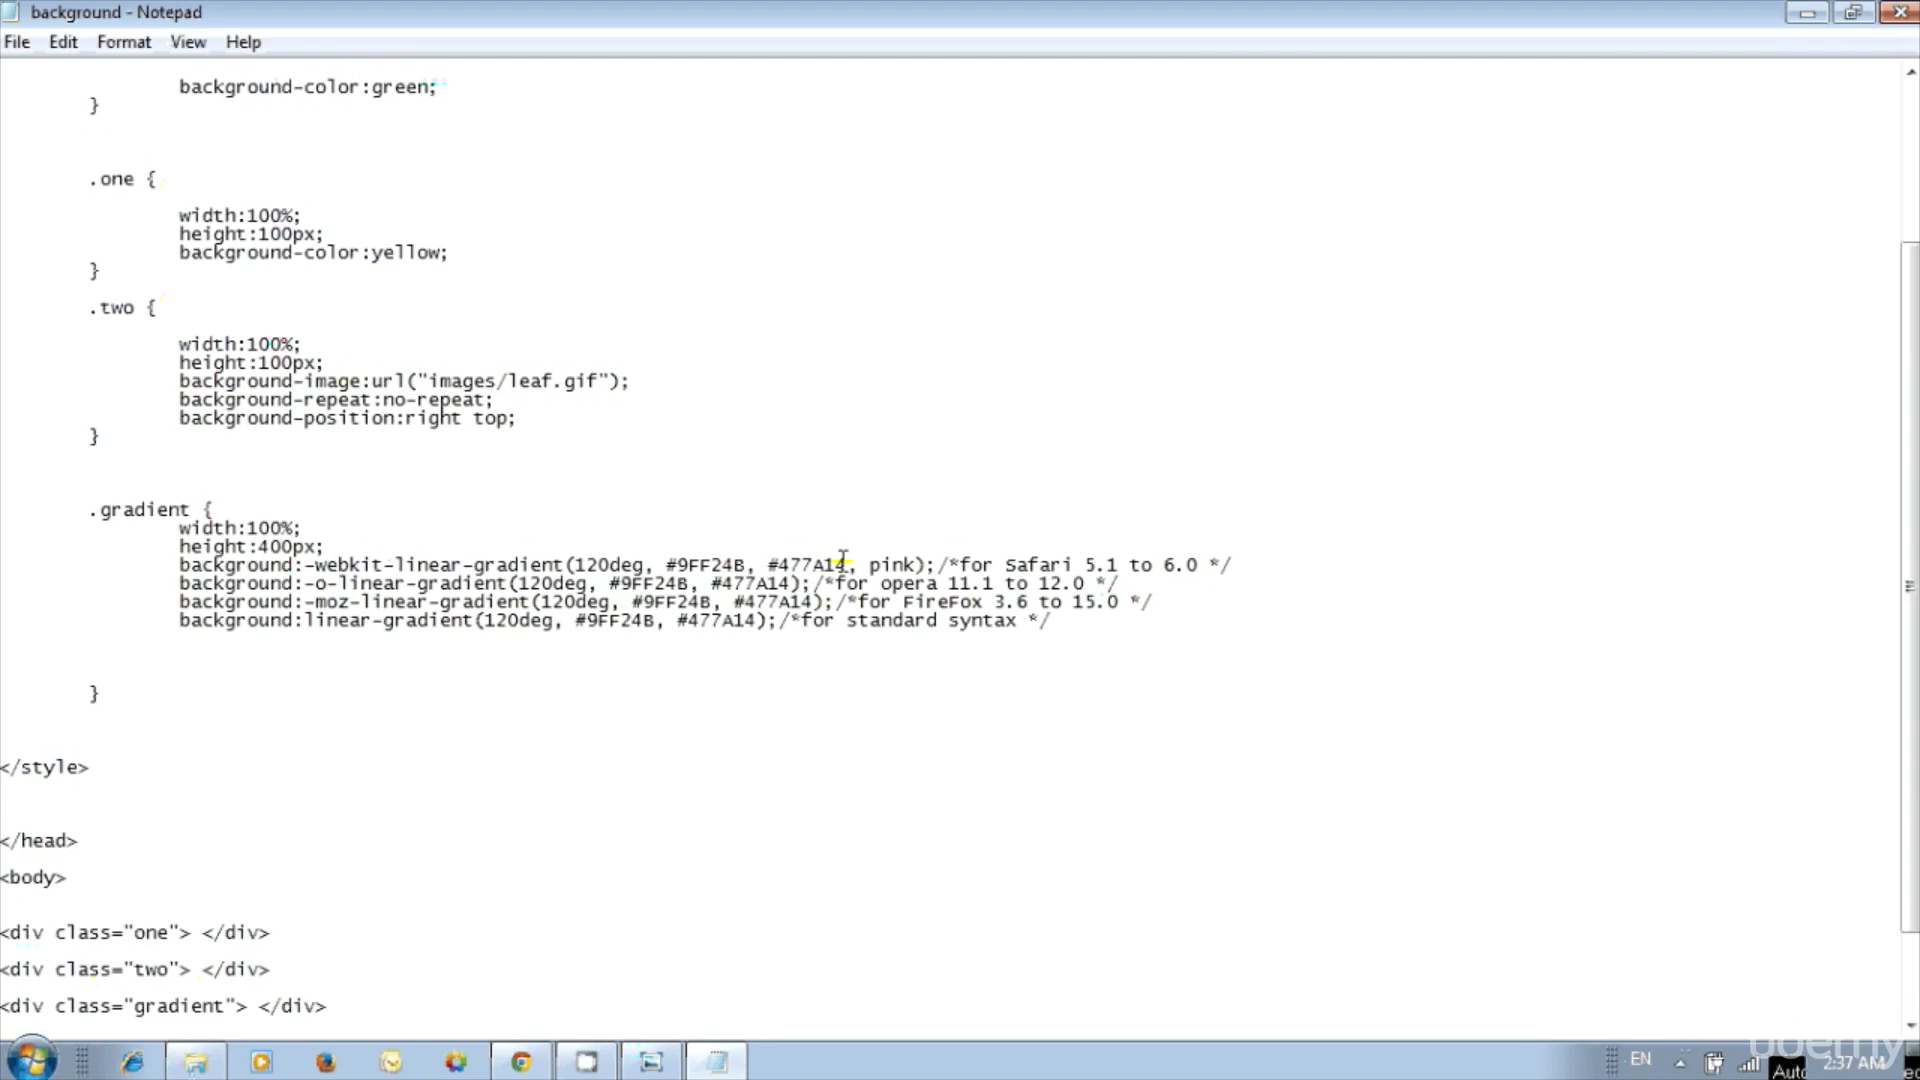 background - Notepad
File Edit Format View Help
background-color:green;
}
.one {
width:100%;
height:100px;
background-color:yellow;
}
.two {
width:100%;
height:100px;
background-image:url("images/leaf.gif");
background-repeat:no-repeat;
background-position:right top;
}
.gradient {
width:100%;
height:400px;
background:-webkit-linear-gradient(120deg, #9FF24B, #477A14, pink);/*for Safari 5.1 to 6.0 */
background:-o-linear-gradient(120deg, #9FF24B, #477A14);/*for opera 11.1 to 12.0 */
background:-moz-linear-gradient(120deg, #9FF24B, #477A14);/*for FireFox 3.6 to 15.0 */
background:linear-gradient(120deg, #9FF24B, #477A14);/*for standard syntax */
}
</style>
</head>
<body>
<div class="one"> </div>
<div class="two"> </div>
<div class="gradient"> </div>
EN
udemy
2:37 AM